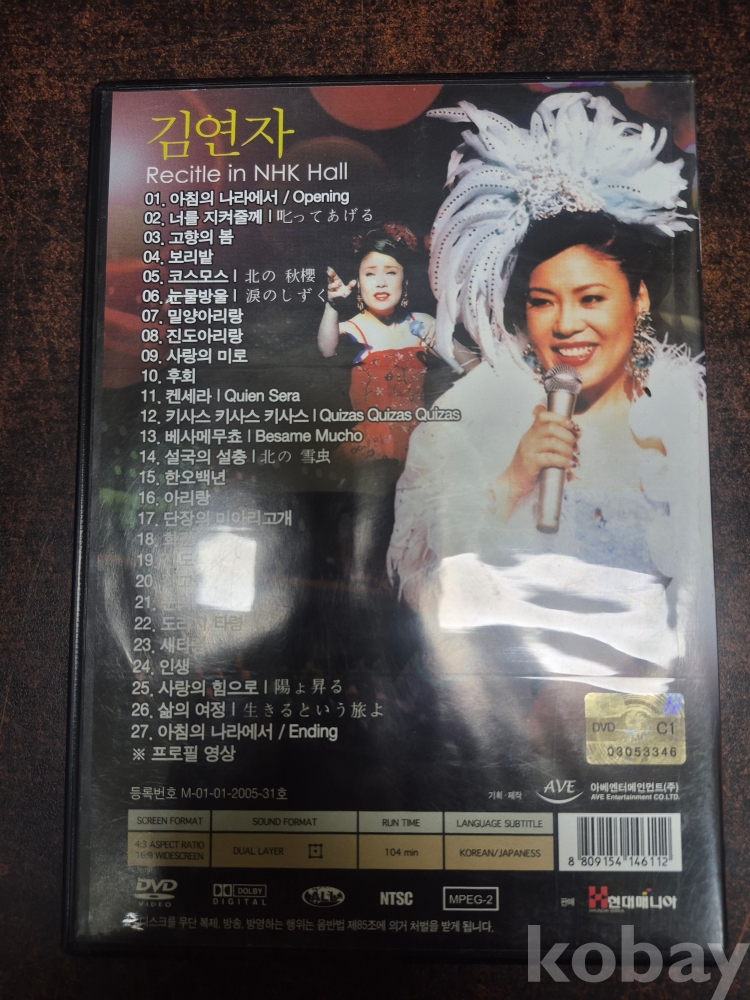 김연자
Recitle in NHK Hall
01. 아침의 나라에서 / Opening
02. 너를 지켜줄께 | 叱ってあげる
03. 고향의 봄
04. 보리밭
05. 코스모스 | 北の 秋櫻
06. 눈물방울 | 淚のしずく
07. 밀양아리랑
08. 진도아리랑
09. 사랑의 미로
10. 후회
11. 켄세라 | Quien Sera
12. 키사스 키사스 키사스 | Quizas Quizas Quizas
13. 베사메무쵸 | Besame Mucho
14. 설국의 설충 | 北の 雪虫
15. 한오백년
16. 아리랑
17. 단장의 미아리고개
18.
19.
20.
21.
22. 타령
23.
24. 인생
25. 사랑의 힘으로 | 陽よ昇る
26. 삶의 여정 | 生きるという旅よ
27. 아침의 나라에서 / Ending
※ 프로필 영상
DVD C1
03053346
등록번호 M-01-01-2005-31호
기획·제작 AVE 아베엔터메인먼트(주)
AVE Entertainment CO.LTD.
SCREEN FORMAT SOUND FORMAT RUN TIME LANGUAGE SUBTITLE
4:3 ASPECT RATIO
16:9 WIDESCREEN
DUAL LAYER 104 min KOREAN/JAPANESS
8 809154 146112
DVD VIDEO DOLBY DIGITAL NTSC MPEG-2 판매 현대매니아
디스크를 무단 복제, 방송, 방영하는 행위는 음반법 제85조에 의거 처벌을 받게 됩니다.
kobay